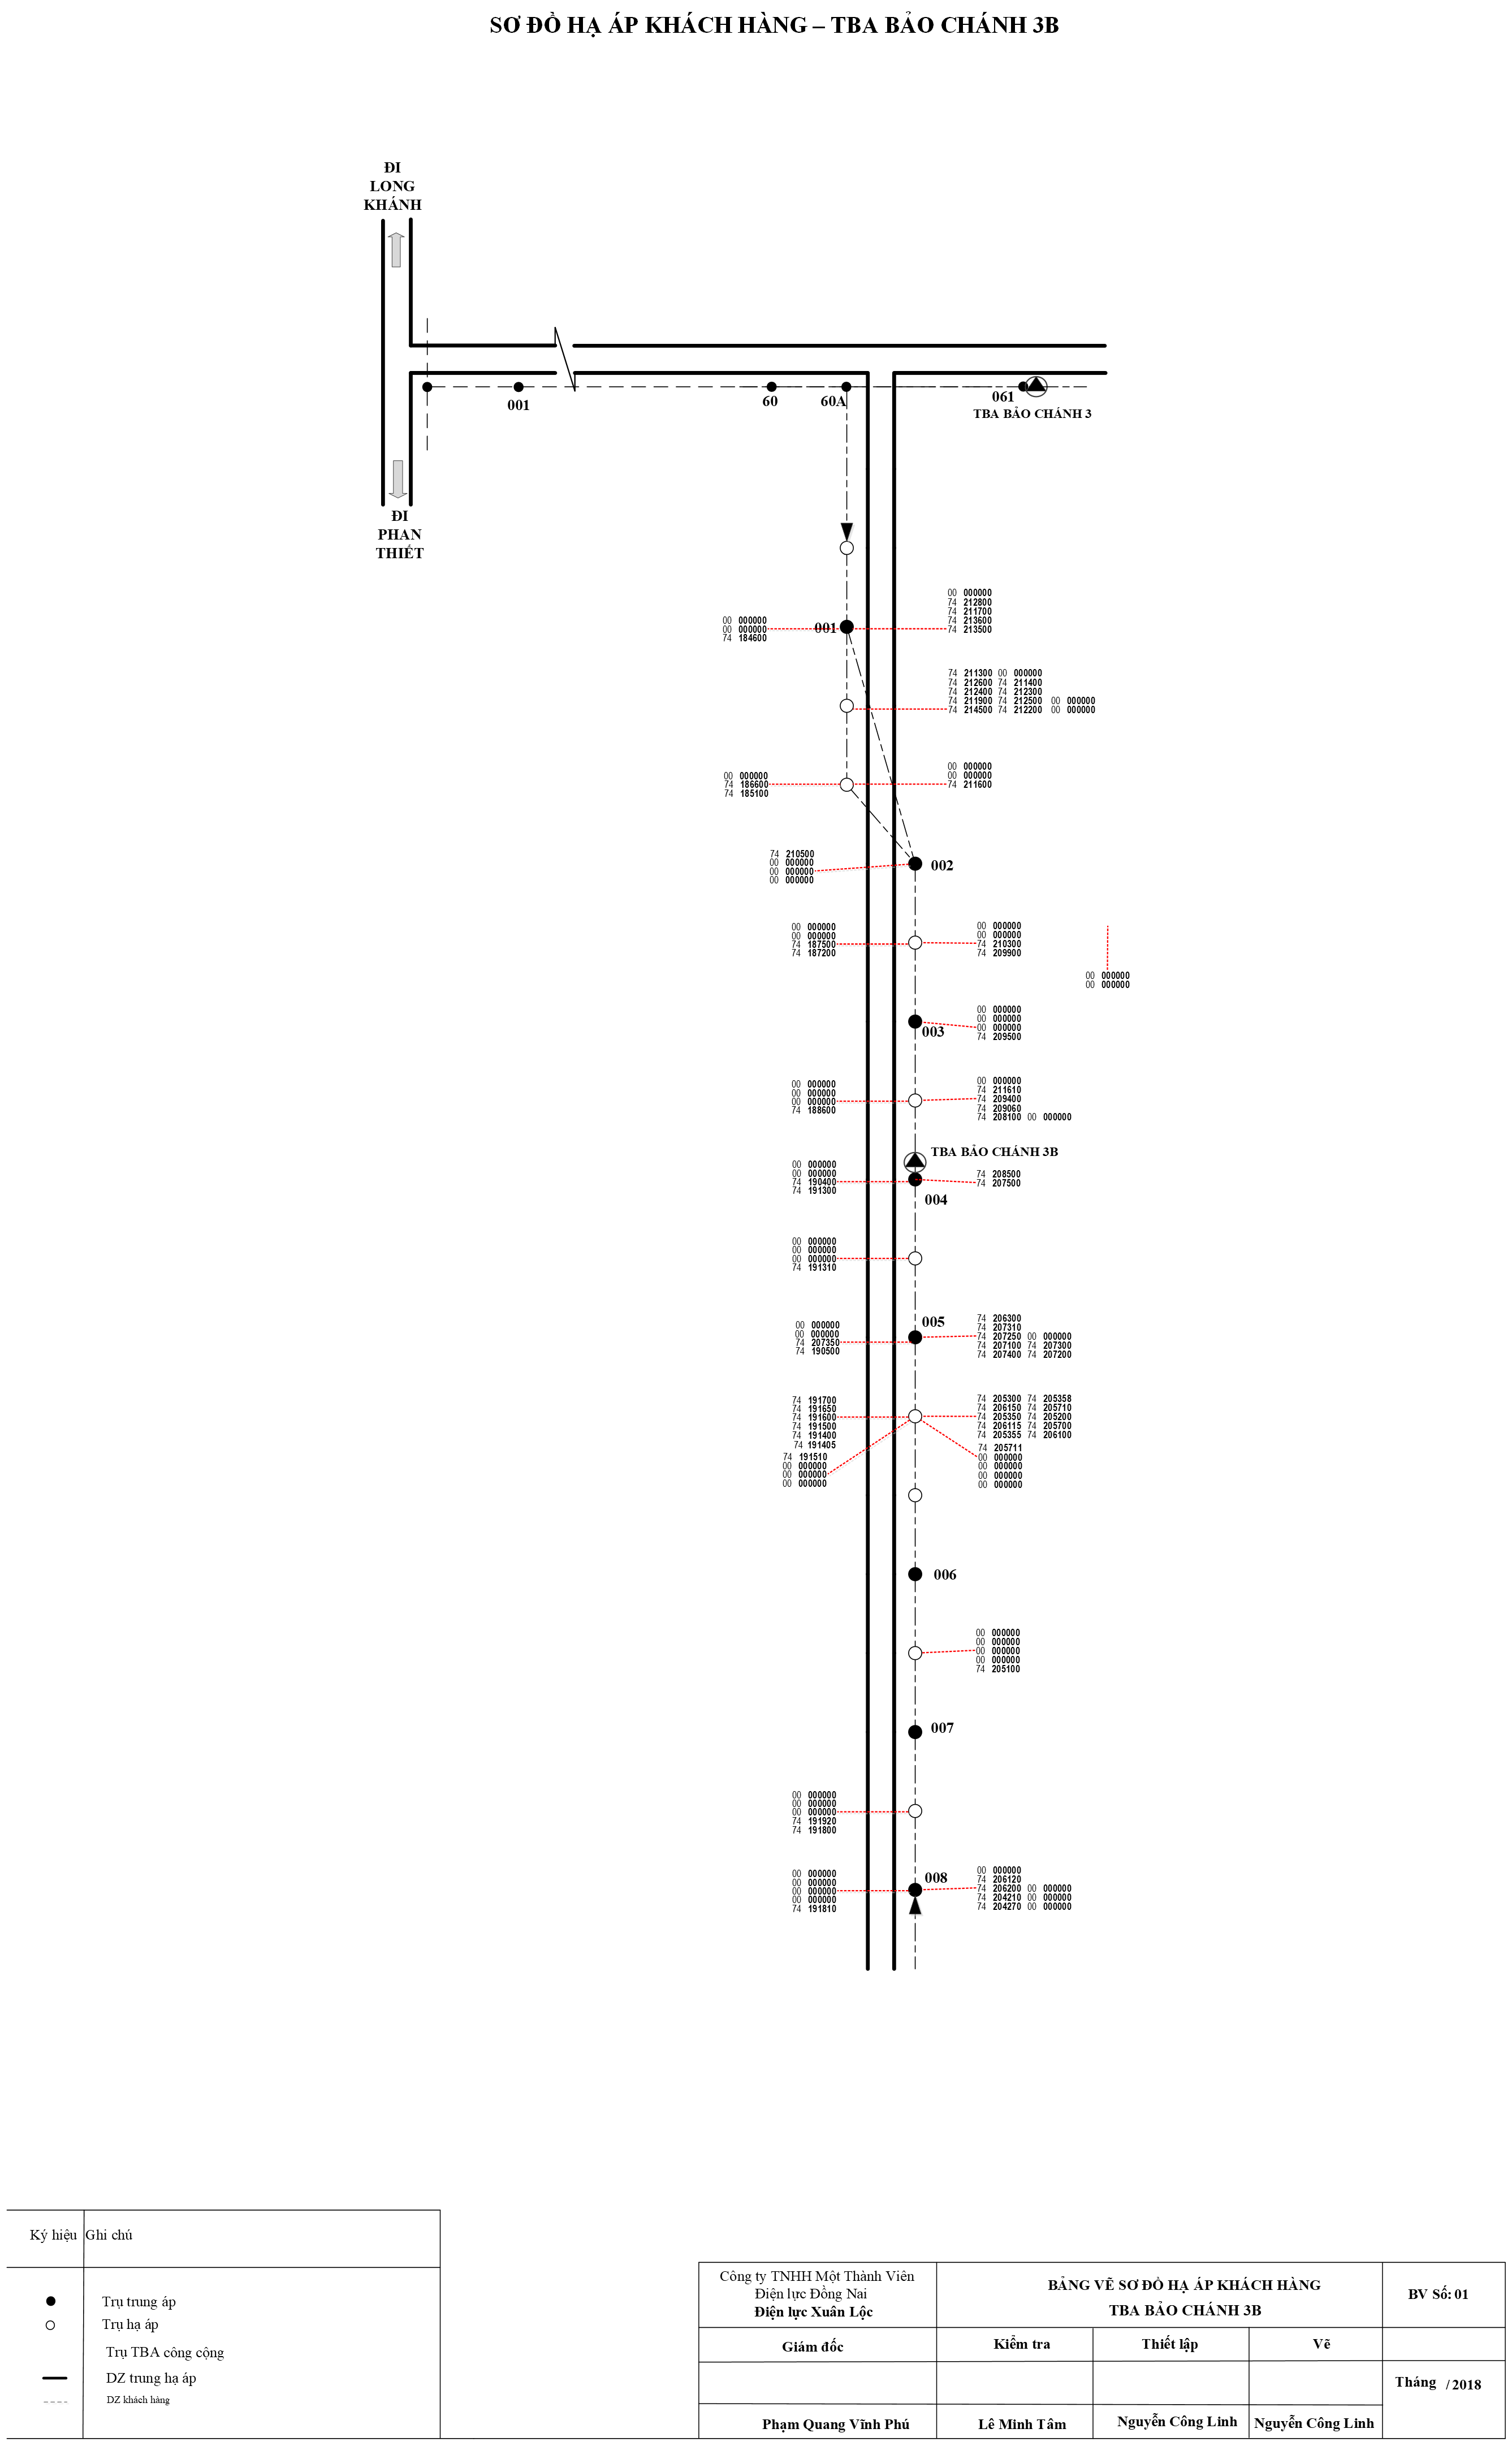 SƠ ĐỒ HẠ ÁP KHÁCH HÀNG – TBA BẢO CHÁNH 3B
ĐI
LONG
KHÁNH
001
60
60A
061
TBA BẢO CHÁNH 3
ĐI
PHAN
THIẾT
00 000000
74 212800
74 211700
74 213600
74 213500
00 000000
00 000000
74 184600
001
74 211300 00 000000
74 212600 74 211400
74 212400 74 212300
74 211900 74 212500 00 000000
74 214500 74 212200 00 000000
00 000000
74 186600
74 185100
00 000000
00 000000
74 211600
74 210500
00 000000
00 000000
00 000000
002
00 000000
00 000000
74 187500
74 187200
00 000000
00 000000
74 210300
74 209900
00 000000
00 000000
003
00 000000
00 000000
00 000000
74 209500
00 000000
00 000000
00 000000
74 188600
00 000000
74 211610
74 209400
74 209060
74 208100 00 000000
TBA BẢO CHÁNH 3B
00 000000
00 000000
74 190400
74 191300
74 208500
74 207500
004
00 000000
00 000000
00 000000
74 191310
005
00 000000
00 000000
74 207350
74 190500
74 206300
74 207310
74 207250 00 000000
74 207100 74 207300
74 207400 74 207200
74 191700
74 191650
74 191600
74 191500
74 191400
74 191405
74 191510
00 000000
00 000000
00 000000
74 205300 74 205358
74 206150 74 205710
74 205350 74 205200
74 206115 74 205700
74 205355 74 206100
74 205711
00 000000
00 000000
00 000000
00 000000
006
00 000000
00 000000
00 000000
00 000000
74 205100
007
00 000000
00 000000
00 000000
74 191920
74 191800
00 000000
00 000000
00 000000
00 000000
74 191810
008
00 000000
74 206120
74 206200 00 000000
74 204210 00 000000
74 204270 00 000000
Ký hiệu Ghi chú
Trụ trung áp
Trụ hạ áp
Trụ TBA công cộng
DZ trung hạ áp
DZ khách hàng
Công ty TNHH Một Thành Viên
Điện lực Đồng Nai
Điện lực Xuân Lộc
BẢNG VẼ SƠ ĐỒ HẠ ÁP KHÁCH HÀNG
TBA BẢO CHÁNH 3B
BV Số: 01
Giám đốc
Kiểm tra
Thiết lập
Vẽ
Tháng / 2018
Phạm Quang Vĩnh Phú
Lê Minh Tâm
Nguyễn Công Linh
Nguyễn Công Linh